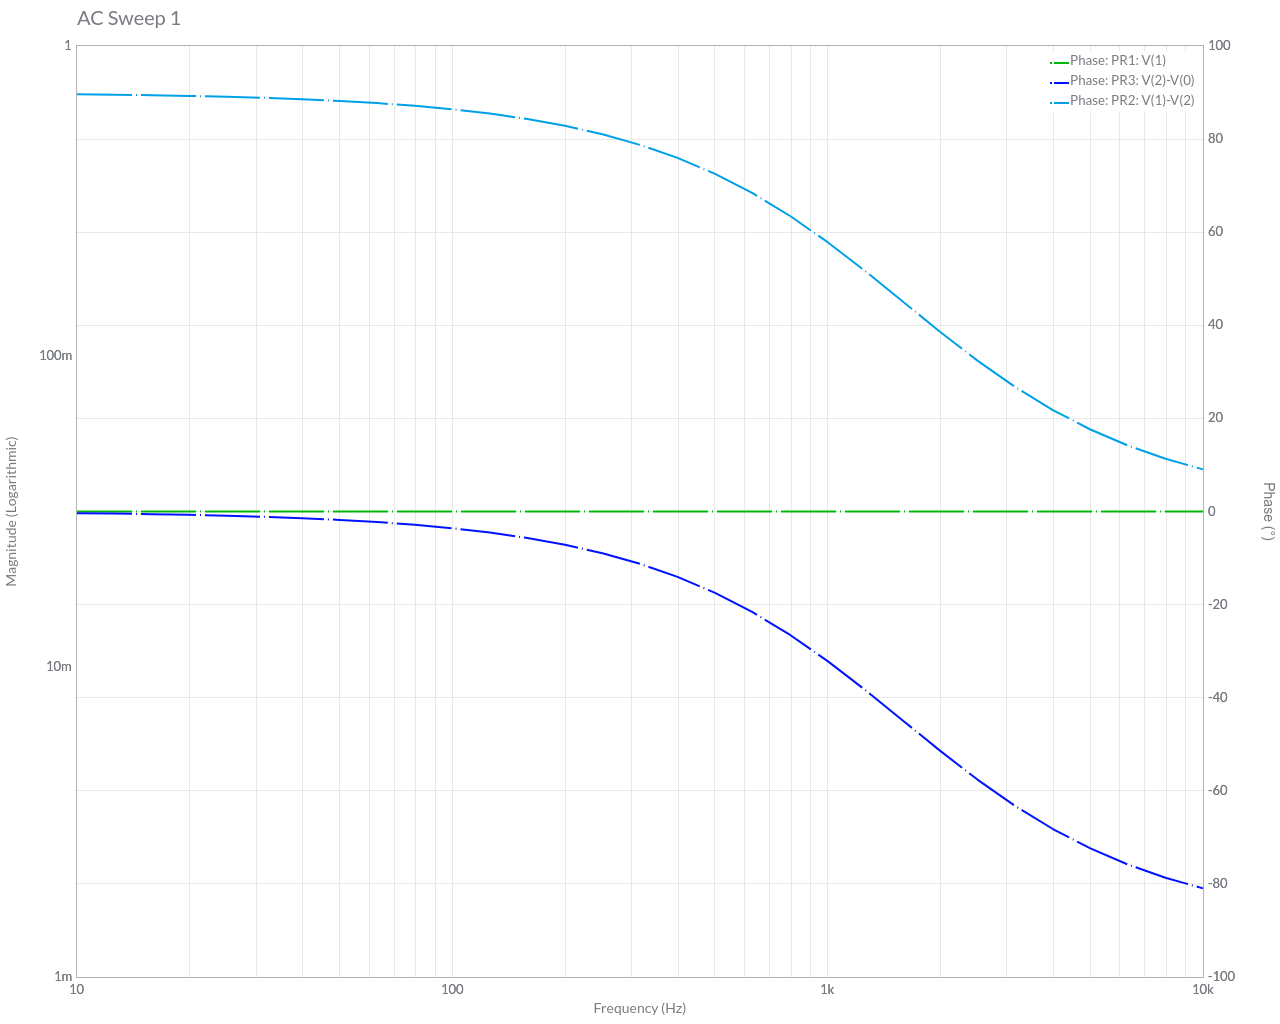 AC Sweep 1
1
100m
10m
1m
Magnitude (Logarithmic)
Phase: PR1: V(1)
Phase: PR3: V(2)-V(0)
Phase: PR2: V(1)-V(2)
100
80
60
40
20
0
-20
-40
-60
-80
-100
Phase (°)
10
100
1k
10k
Frequency (Hz)